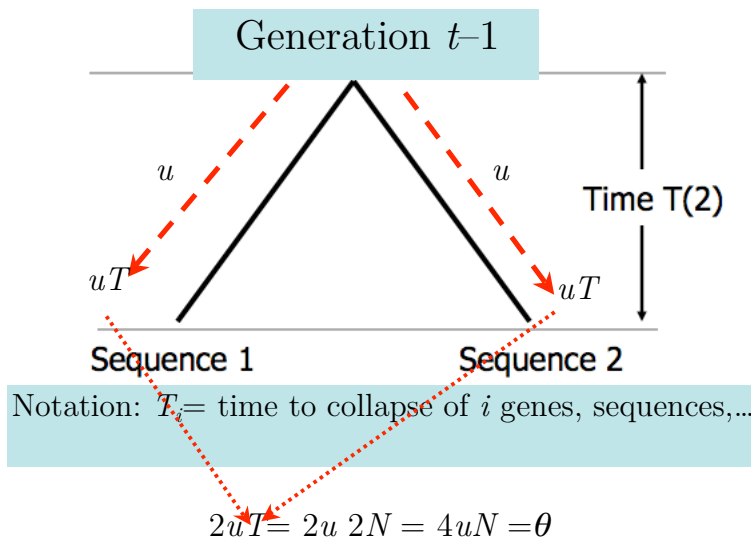 Generation t–1
u
u
Time T(2)
uT
uT
Sequence 1
Sequence 2
Notation: Ti= time to collapse of i genes, sequences,...
2uT= 2u 2N = 4uN =θ